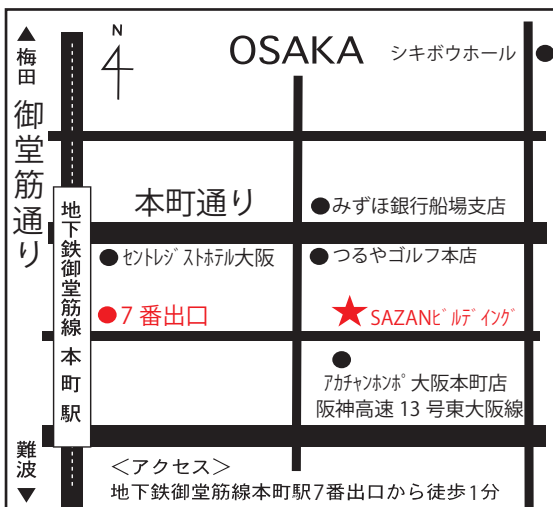 N
OSAKA
シキボウホール
▲
梅田
御堂筋通り
本町通り
みずほ銀行船場支店
地下鉄御堂筋線 本町駅
セントレジストホテル大阪
つるやゴルフ本店
7番出口
SAZANビルデイング
アカチャンホンポ大阪本町店
阪神高速13号東大阪線
難波
▼
＜アクセス＞
地下鉄御堂筋線本町駅7番出口から徒歩1分